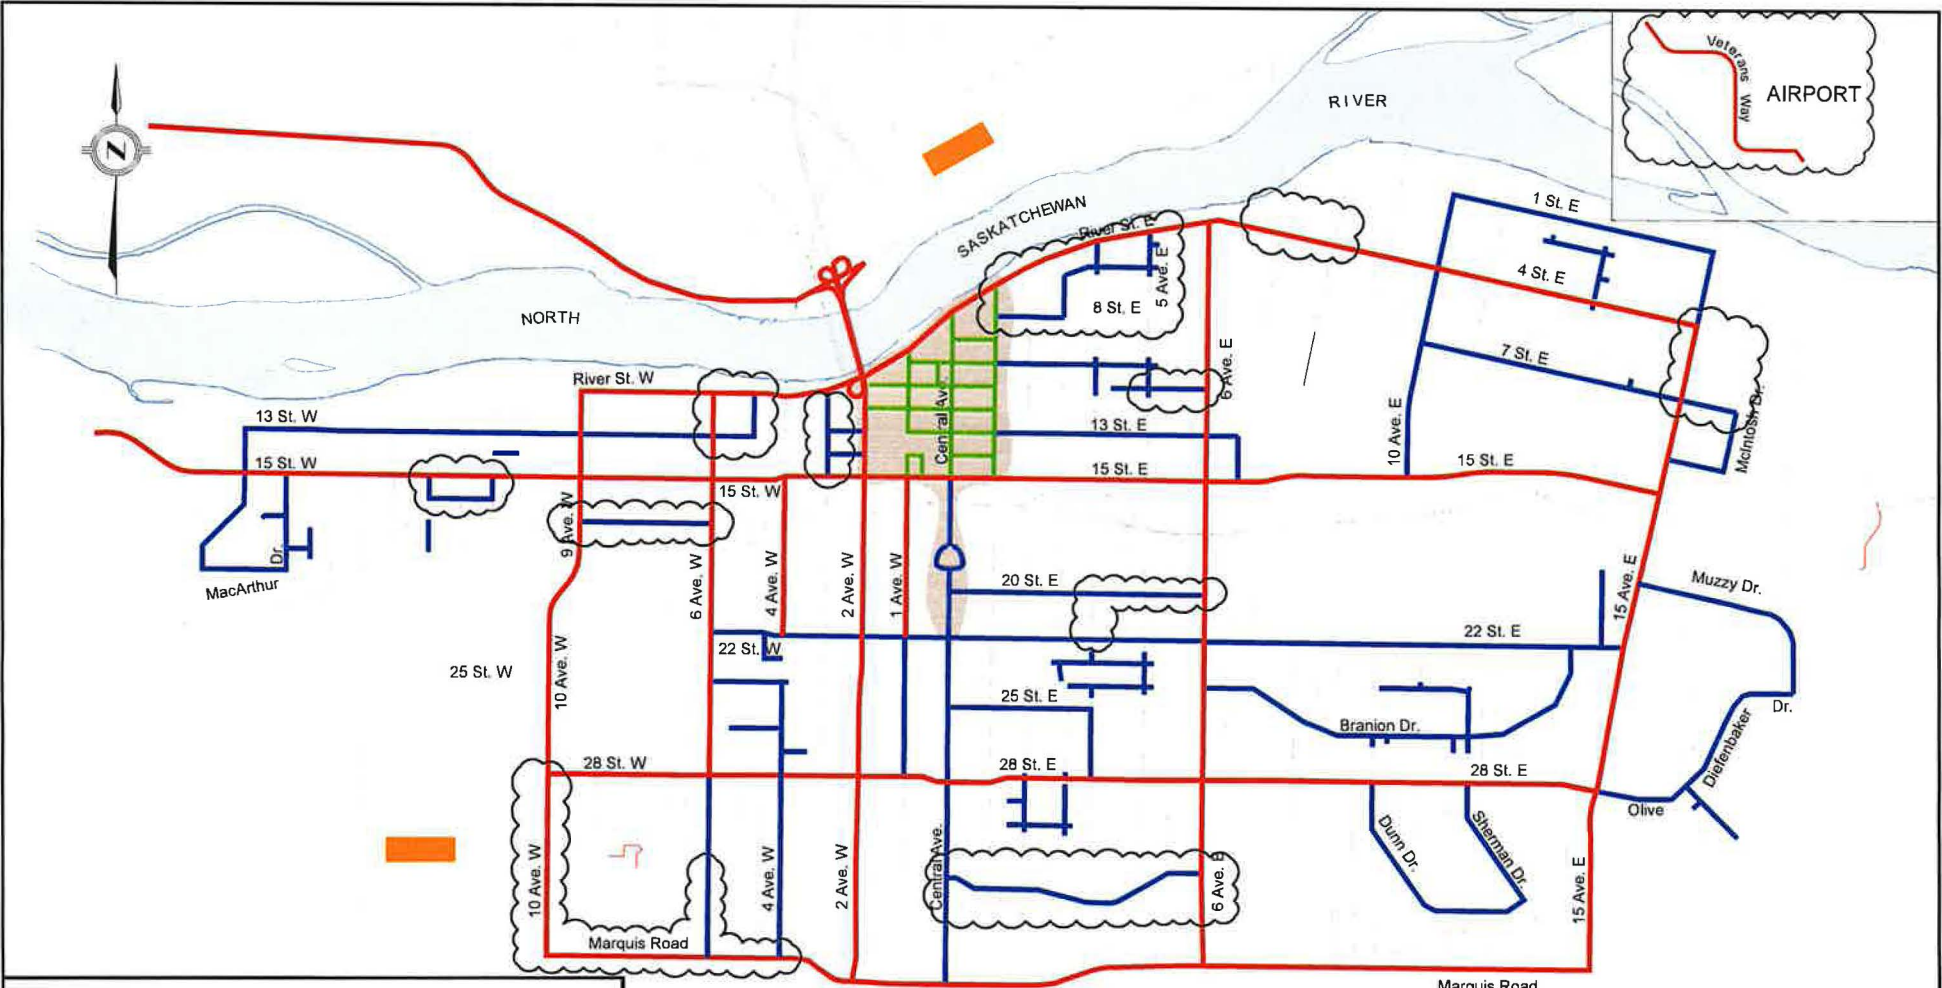 Veterans Way
AIRPORT
RIVER
N
1 St. E
SASKATCHEWAN
River St. E
5 Ave. E
4 St. E
8 St. E
NORTH
7 St. E
6 Ave. E
River St. W
McIntosh Dr.
13 St. W
Central Ave.
13 St. E
10 Ave. E
15 St. W
15 St. E
15 St. E
15 St. W
9 Ave. W
Dr.
MacArthur
6 Ave. W
4 Ave. W
2 Ave. W
1 Ave. W
20 St. E
15 Ave. E
Muzzy Dr.
22 St. E
22 St. W
25 St. W
10 Ave. W
25 St. E
Dr.
Branion Dr.
Diefenbaker
28 St. W
28 St. E
28 St. E
Olive
Dunn Dr.
Sherman Dr.
10 Ave. W
4 Ave. W
2 Ave. W
Central Ave.
6 Ave. E
15 Ave. E
Marquis Road
Marquis Road